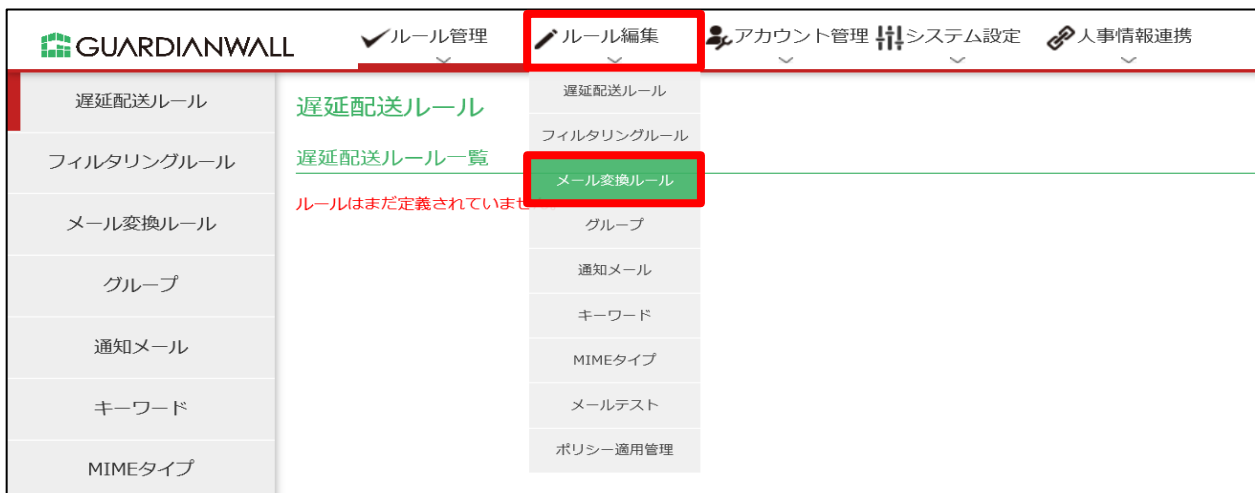 GUARDIANWALL
ルール管理
ルール編集
アカウント管理
システム設定
人事情報連携
遅延配送ルール
フィルタリングルール
メール変換ルール
グループ
通知メール
キーワード
MIMEタイプ
遅延配送ルール
遅延配送ルール一覧
ルールはまだ定義されていませ
遅延配送ルール
フィルタリングルール
メール変換ルール
グループ
通知メール
キーワード
MIMEタイプ
メールテスト
ポリシー適用管理